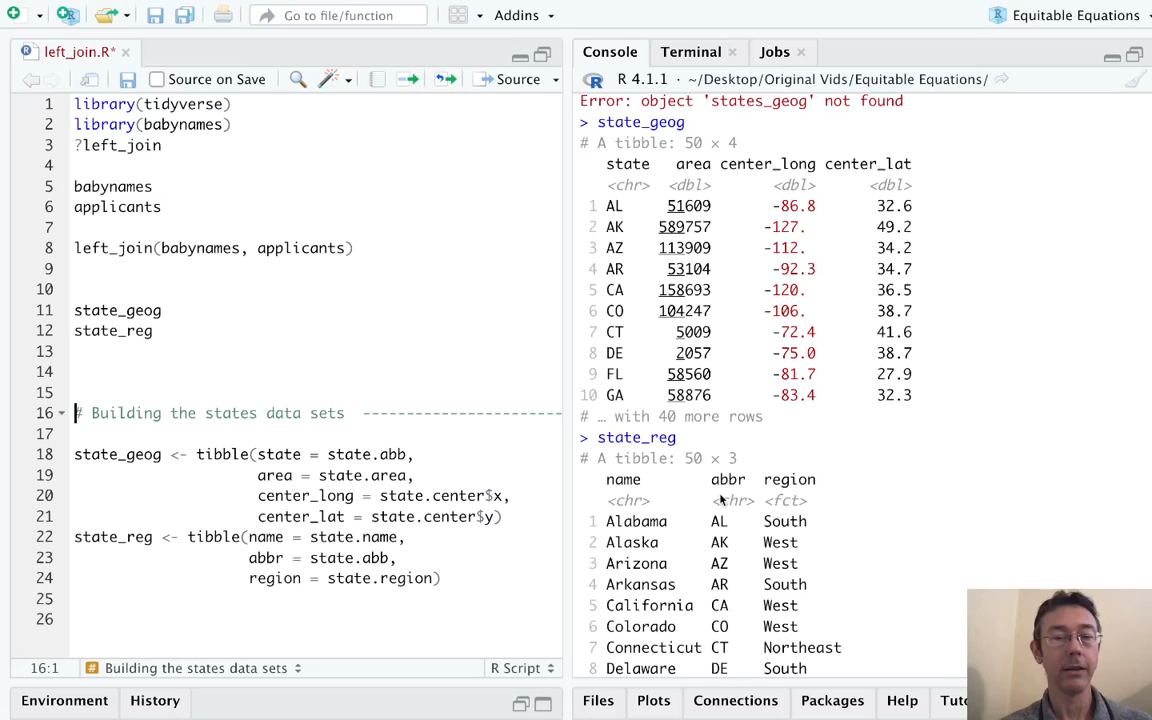 Go to file/function
Addins
Equitable Equations
left_join.R*
Source on Save
Source
1 library(tidyverse)
2 library(babynames)
3 ?left_join
4
5 babynames
6 applicants
7
8 left_join(babynames, applicants)
9
10
11 state_geog
12 state_reg
13
14
15
16 # Building the states data sets -----------------------
17
18 state_geog <- tibble(state = state.abb,
19 area = state.area,
20 center_long = state.center$x,
21 center_lat = state.center$y)
22 state_reg <- tibble(name = state.name,
23 abbr = state.abb,
24 region = state.region)
25
26
16:1 # Building the states data sets R Script
Environment History
Console Terminal Jobs
R 4.1.1 · ~/Desktop/Original Vids/Equitable Equations/
Error: object 'states_geog' not found
> state_geog
# A tibble: 50 × 4
state area center_long center_lat
<chr> <dbl> <dbl> <dbl>
1 AL 51609 -86.8 32.6
2 AK 589757 -127. 49.2
3 AZ 113909 -112. 34.2
4 AR 53104 -92.3 34.7
5 CA 158693 -120. 36.5
6 CO 104247 -106. 38.7
7 CT 5009 -72.4 41.6
8 DE 2057 -75.0 38.7
9 FL 58560 -81.7 27.9
10 GA 58876 -83.4 32.3
# … with 40 more rows
> state_reg
# A tibble: 50 × 3
name abbr region
<chr> <chr> <fct>
1 Alabama AL South
2 Alaska AK West
3 Arizona AZ West
4 Arkansas AR South
5 California CA West
6 Colorado CO West
7 Connecticut CT Northeast
8 Delaware DE South
Files Plots Connections Packages Help Tuto